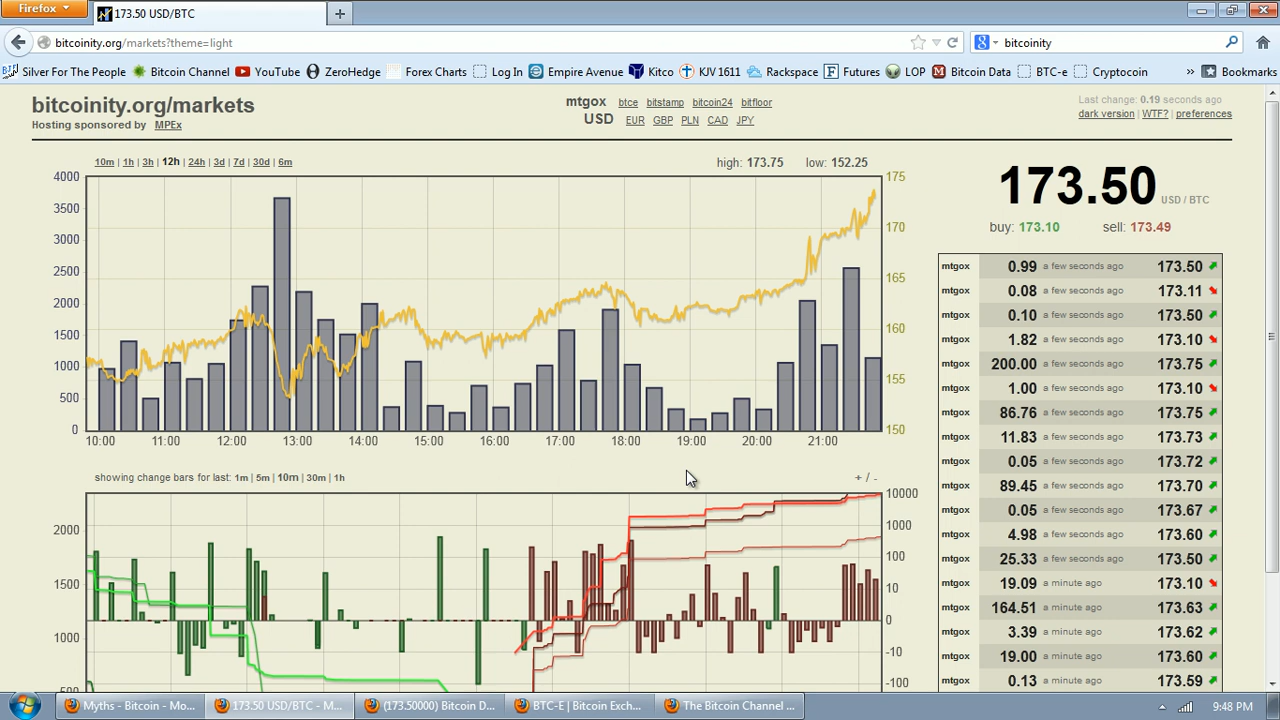 Firefox
173.50 USD/BTC
bitcoinity.org/markets?theme=light
bitcoinity
Silver For The People Bitcoin Channel YouTube ZeroHedge Forex Charts Log In Empire Avenue Kitco KJV 1611 Rackspace Futures LOP Bitcoin Data BTC-e Cryptocoin » Bookmarks
bitcoinity.org/markets
Hosting sponsored by MPEx
mtgox btce bitstamp bitcoin24 bitfloor
USD EUR GBP PLN CAD JPY
Last change: 0.19 seconds ago
dark version | WTF? | preferences
10m | 1h | 3h | 12h | 24h | 3d | 7d | 30d | 6m
high: 173.75 low: 152.25
4000
3500
3000
2500
2000
1500
1000
500
0
175
170
165
160
155
150
10:00 11:00 12:00 13:00 14:00 15:00 16:00 17:00 18:00 19:00 20:00 21:00
173.50 USD / BTC
buy: 173.10 sell: 173.49
mtgox 0.99 a few seconds ago 173.50
mtgox 0.08 a few seconds ago 173.11
mtgox 0.10 a few seconds ago 173.50
mtgox 1.82 a few seconds ago 173.10
mtgox 200.00 a few seconds ago 173.75
mtgox 1.00 a few seconds ago 173.10
mtgox 86.76 a few seconds ago 173.75
mtgox 11.83 a few seconds ago 173.73
mtgox 0.05 a few seconds ago 173.72
mtgox 89.45 a few seconds ago 173.70
mtgox 0.05 a few seconds ago 173.67
mtgox 4.98 a few seconds ago 173.60
mtgox 25.33 a few seconds ago 173.50
mtgox 19.09 a minute ago 173.10
mtgox 164.51 a minute ago 173.63
mtgox 3.39 a minute ago 173.62
mtgox 19.00 a minute ago 173.60
mtgox 0.13 a minute ago 173.59
showing change bars for last: 1m | 5m | 10m | 30m | 1h
+ / -
2000
1500
1000
500
10000
1000
100
10
0
-10
-100
Myths - Bitcoin - Mo...
173.50 USD/BTC - M...
(173.50000) Bitcoin D...
BTC-E | Bitcoin Exch...
The Bitcoin Channel ...
9:48 PM